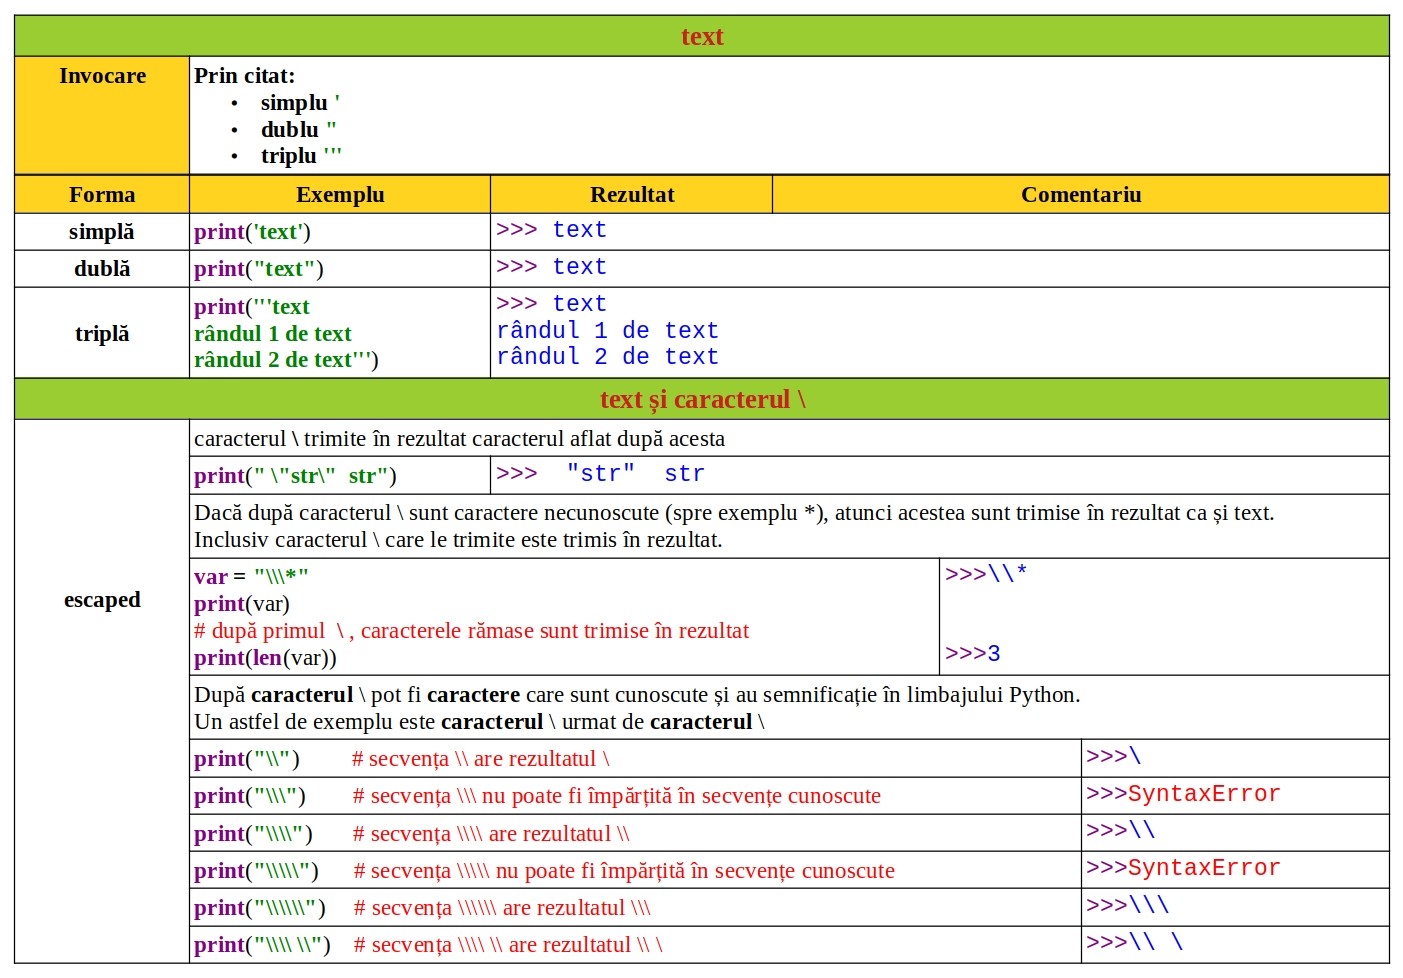 text
Invocare
Prin citat:
• simplu '
• dublu "
• triplu '''
Forma Exemplu Rezultat Comentariu
simplă print('text') >>> text
dublă print("text") >>> text
triplă print('''text >>> text
rândul 1 de text rândul 1 de text
rândul 2 de text''') rândul 2 de text
text și caracterul \
escaped
caracterul \ trimite în rezultat caracterul aflat după acesta
print(" \"str\"  str") >>>  "str"  str
Dacă după caracterul \ sunt caractere necunoscute (spre exemplu *), atunci acestea sunt trimise în rezultat ca și text.
Inclusiv caracterul \ care le trimite este trimis în rezultat.
var = "\\\*" >>>\\*
print(var)
# după primul  \ , caracterele rămase sunt trimise în rezultat
print(len(var)) >>>3
După caracterul \ pot fi caractere care sunt cunoscute și au semnificație în limbajului Python.
Un astfel de exemplu este caracterul \ urmat de caracterul \
print("\\") # secvența \\ are rezultatul \ >>>\
print("\\\") # secvența \\\ nu poate fi împărțită în secvențe cunoscute >>>SyntaxError
print("\\\\") # secvența \\\\ are rezultatul \\ >>>\\
print("\\\\\") # secvența \\\\\ nu poate fi împărțită în secvențe cunoscute >>>SyntaxError
print("\\\\\\") # secvența \\\\\\ are rezultatul \\\ >>>\\\
print("\\\\ \\") # secvența \\\\ \\ are rezultatul \\ \ >>>\\ \